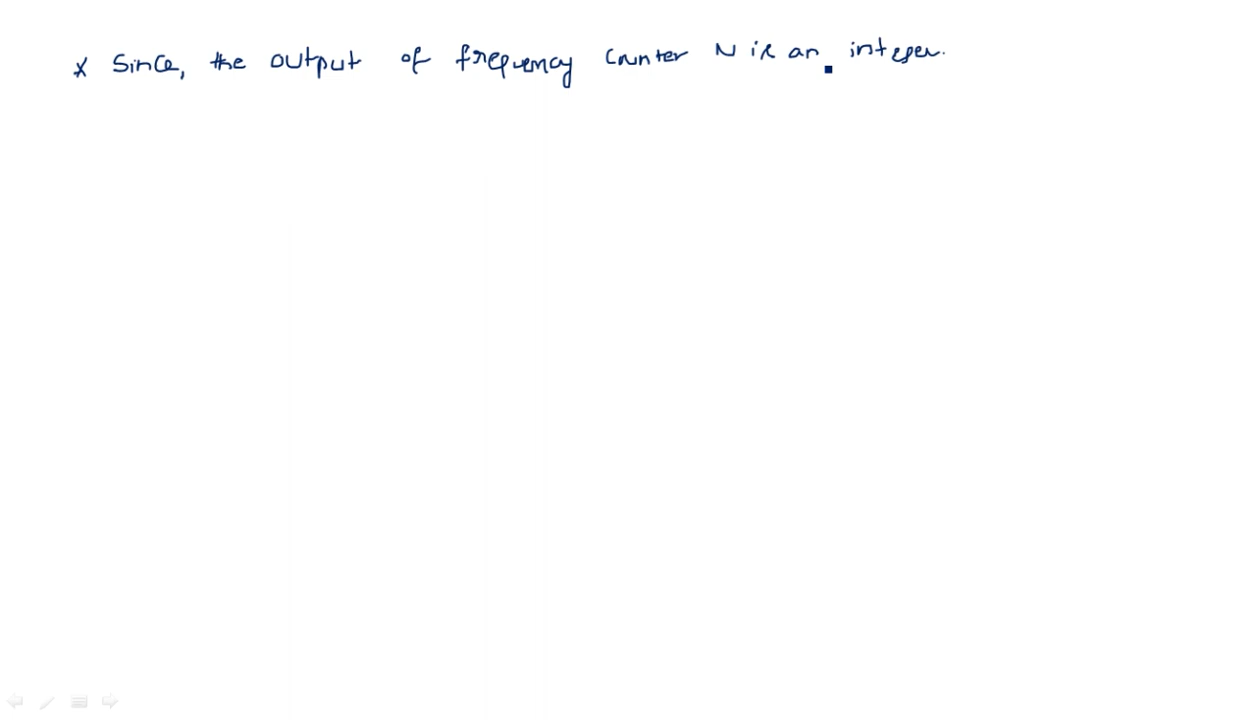 * Since, the output of frequency counter N is an integer.